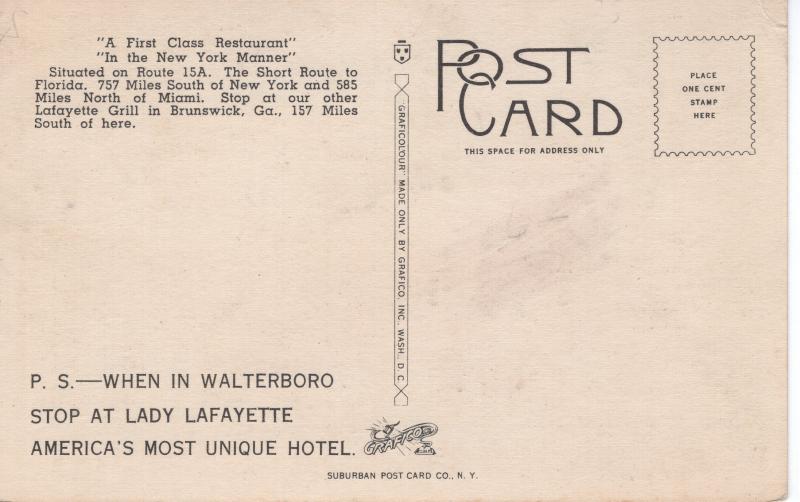 "A First Class Restaurant"
"In the New York Manner"
Situated on Route 15A. The Short Route to
Florida. 757 Miles South of New York and 585
Miles North of Miami. Stop at our other
Lafayette Grill in Brunswick, Ga., 157 Miles
South of here.
P. S.—WHEN IN WALTERBORO
STOP AT LADY LAFAYETTE
AMERICA'S MOST UNIQUE HOTEL.
GRAFICO
SUBURBAN POST CARD CO., N. Y.
GRAFICOL'OUR" MADE ONLY BY GRAFICO, INC., WASH., D. C.
POST
CARD
THIS SPACE FOR ADDRESS ONLY
PLACE
ONE CENT
STAMP
HERE